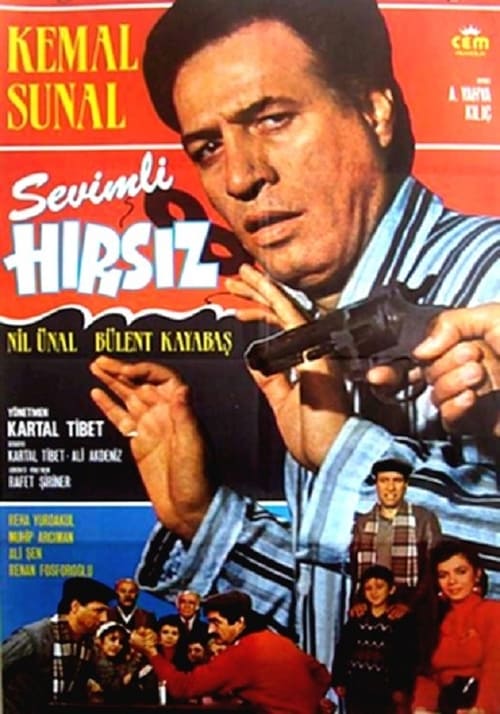 KEMAL
SUNAL
CEM
A. YAHYA
KILIÇ
Sevimli
HIRSIZ
NİL ÜNAL BÜLENT KAYABAŞ
YÖNETMEN
KARTAL TİBET
KARTAL TİBET - ALİ AKDENİZ
RAFET ŞİRİNER
REHA YURDAKUL
MUHİP ARCIMAN
ALİ ŞEN
RENAN FOSFOROĞLU